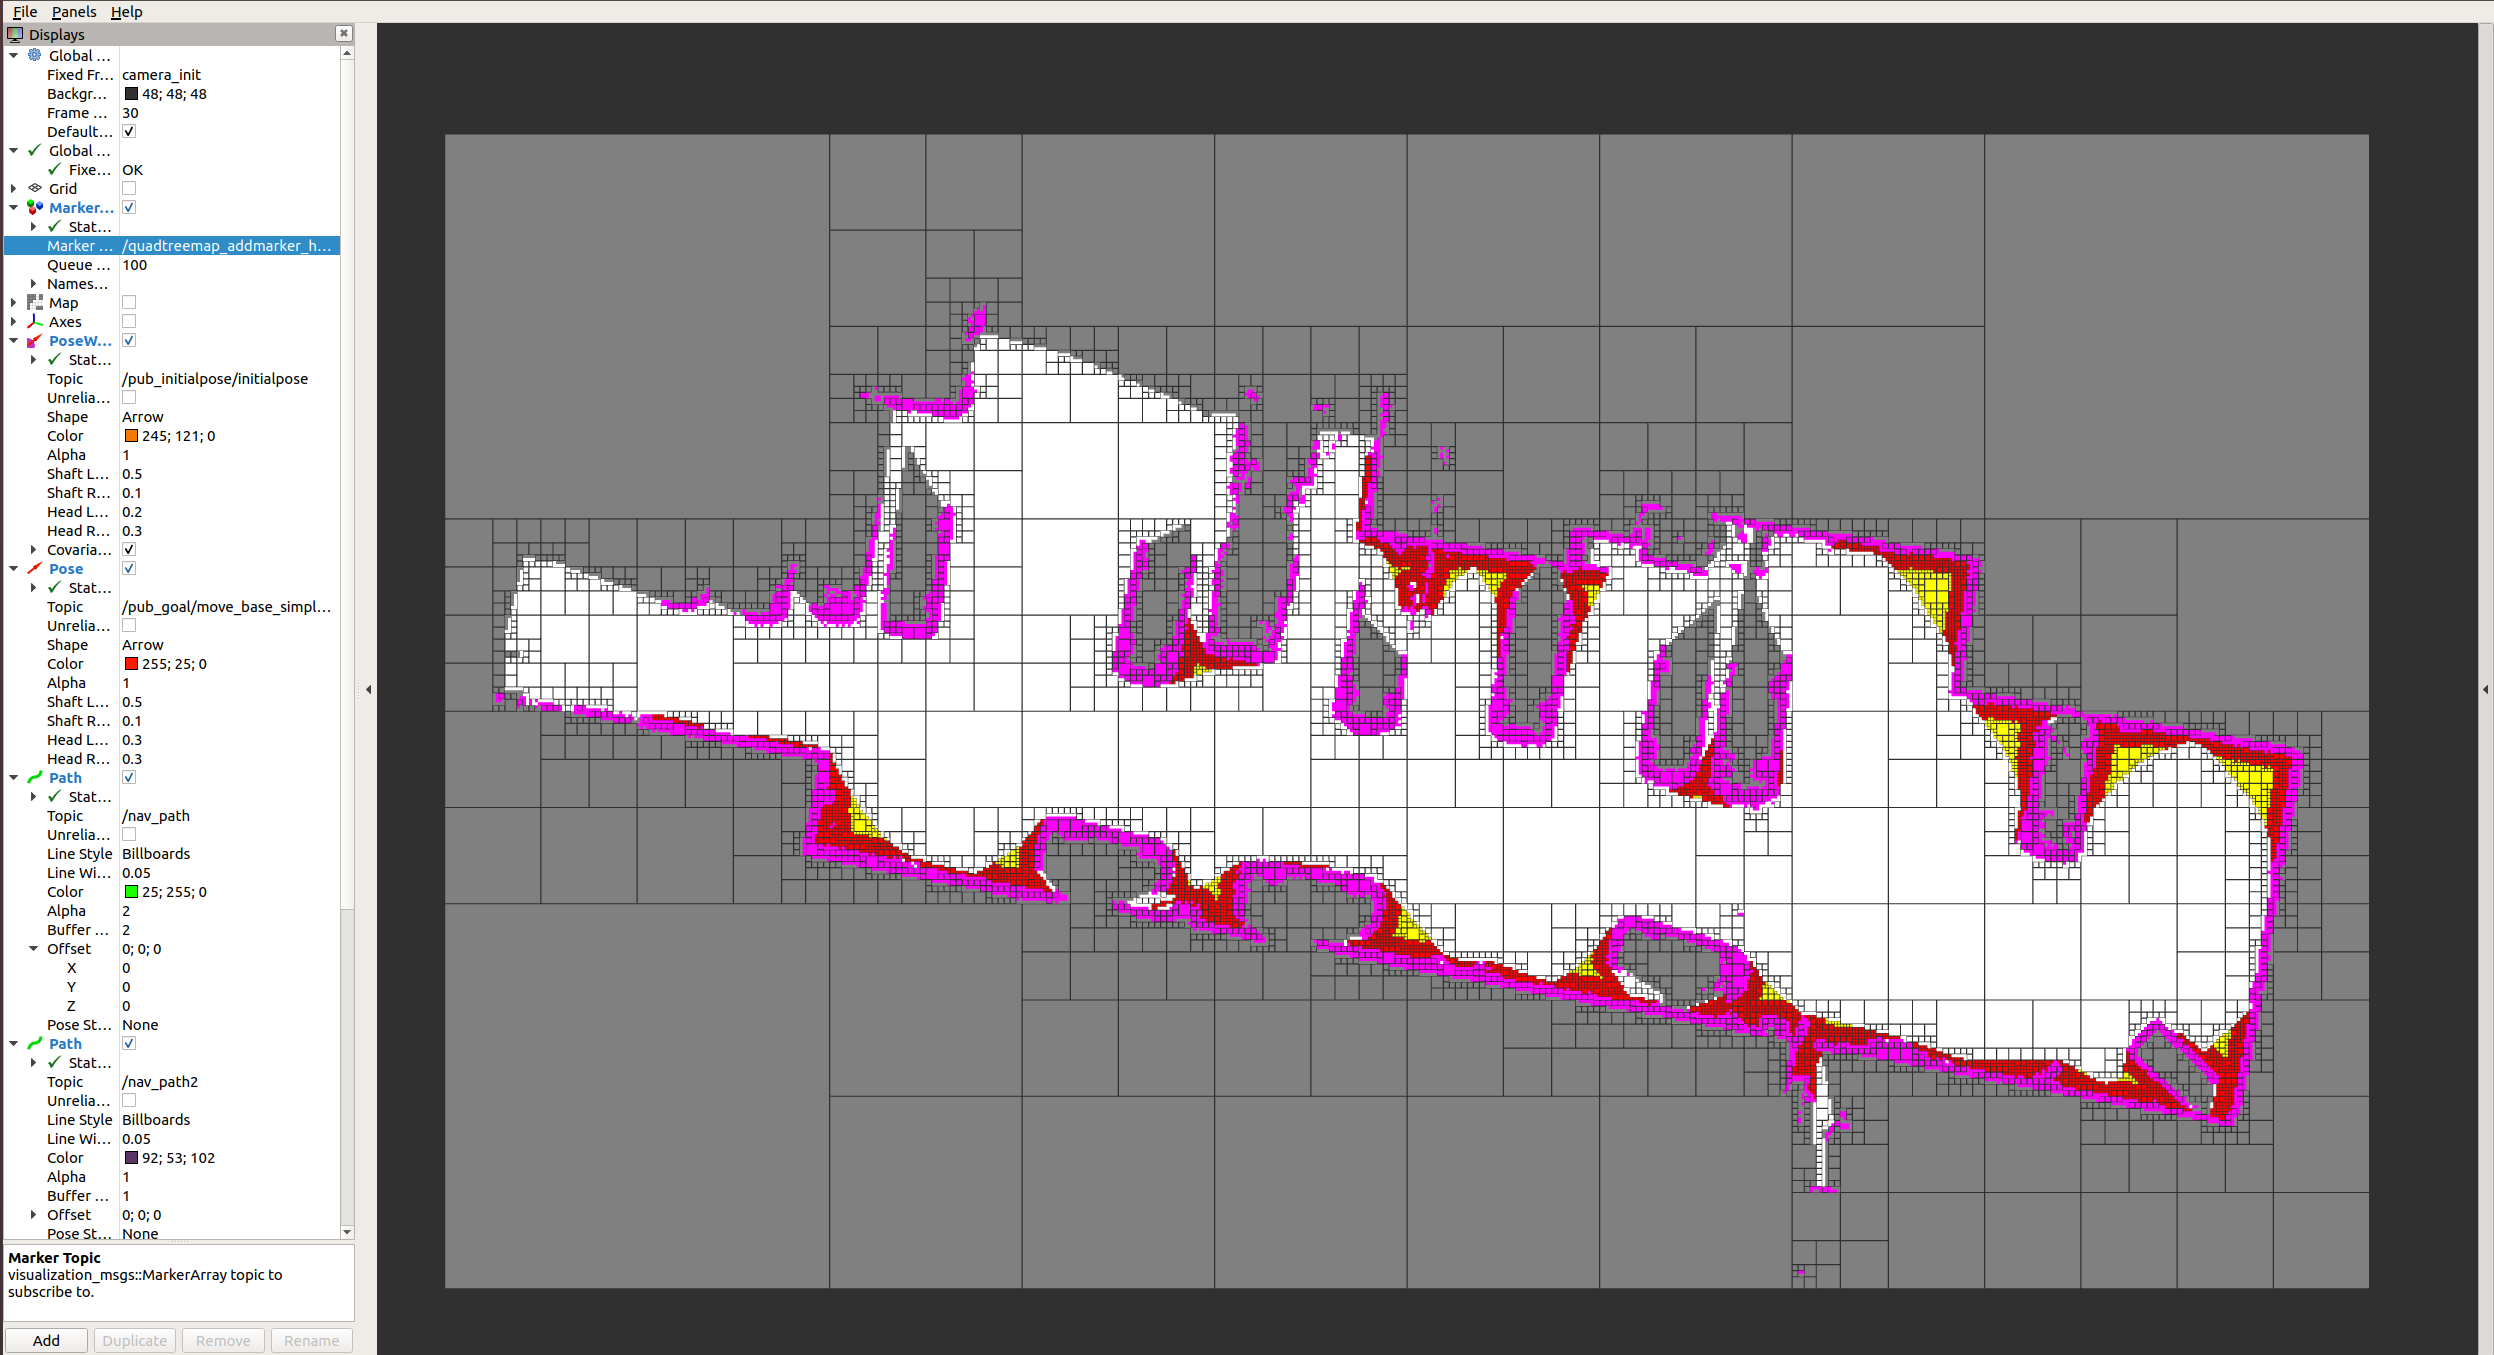 File Panels Help
Displays
Global ...
Fixed Fr... camera_init
Backgr... 48; 48; 48
Frame ... 30
Default...
Global ...
Fixe... OK
Grid
Marker...
Stat...
Marker ... /quadtreemap_addmarker_h...
Queue ... 100
Names...
Map
Axes
PoseW...
Stat...
Topic /pub_initialpose/initialpose
Unrelia...
Shape Arrow
Color 245; 121; 0
Alpha 1
Shaft L... 0.5
Shaft R... 0.1
Head L... 0.2
Head R... 0.3
Covaria...
Pose
Stat...
Topic /pub_goal/move_base_simpl...
Unrelia...
Shape Arrow
Color 255; 25; 0
Alpha 1
Shaft L... 0.5
Shaft R... 0.1
Head L... 0.3
Head R... 0.3
Path
Stat...
Topic /nav_path
Unrelia...
Line Style Billboards
Line Wi... 0.05
Color 25; 255; 0
Alpha 2
Buffer ... 2
Offset 0; 0; 0
X 0
Y 0
Z 0
Pose St... None
Path
Stat...
Topic /nav_path2
Unrelia...
Line Style Billboards
Line Wi... 0.05
Color 92; 53; 102
Alpha 1
Buffer ... 1
Offset 0; 0; 0
Pose St... None
Marker Topic
visualization_msgs::MarkerArray topic to
subscribe to.
Add Duplicate Remove Rename